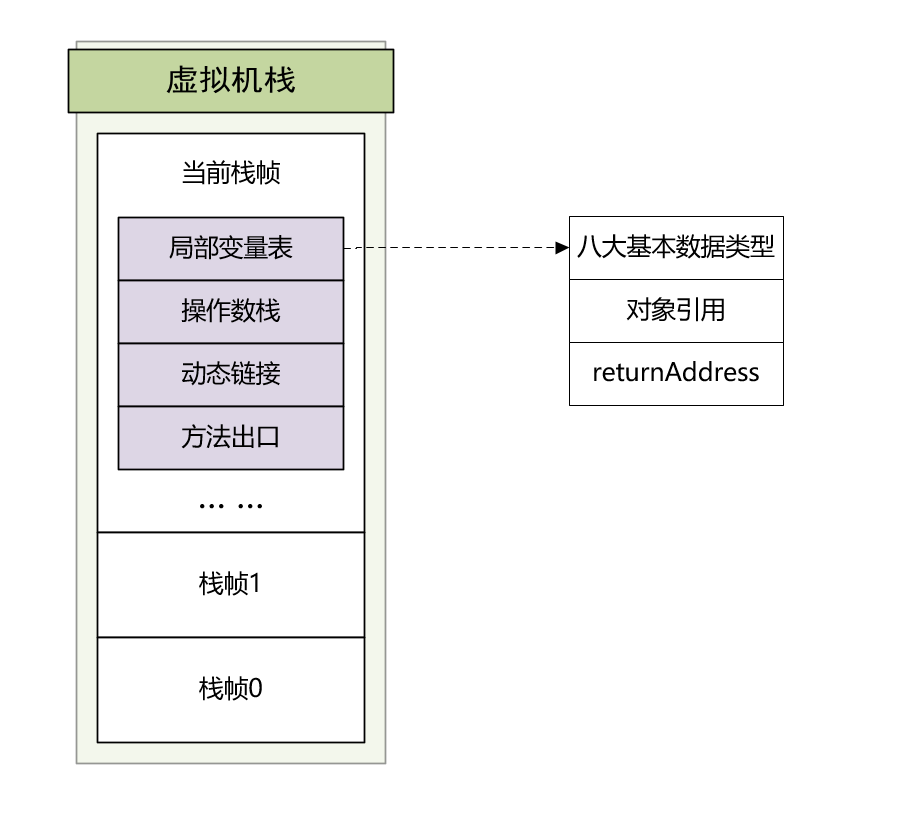 虚拟机栈
当前栈帧
局部变量表
操作数栈
动态链接
方法出口
... ...
栈帧1
栈帧0
八大基本数据类型
对象引用
returnAddress